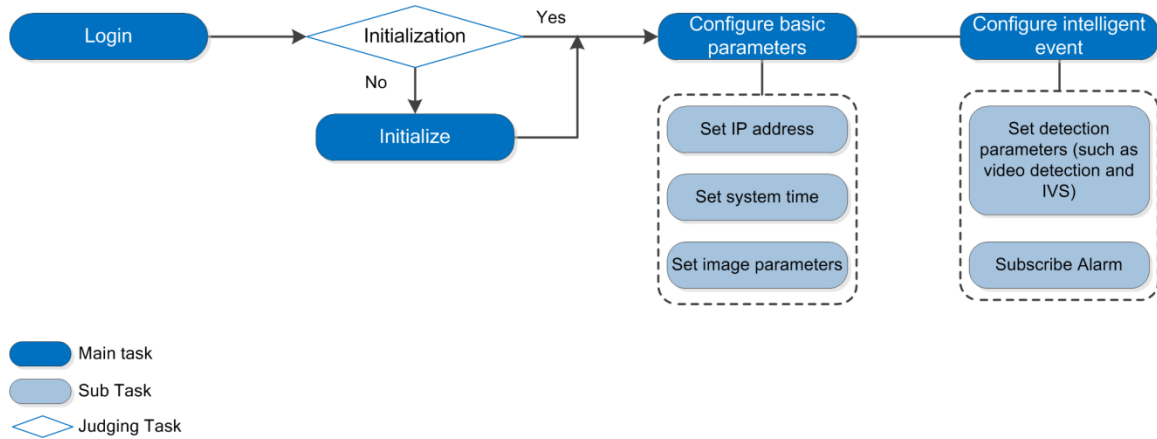 Login
Initialization
Yes
No
Initialize
Configure basic
parameters
Set IP address
Set system time
Set image parameters
Configure intelligent
event
Set detection
parameters (such as
video detection and
IVS)
Subscribe Alarm
Main task
Sub Task
Judging Task